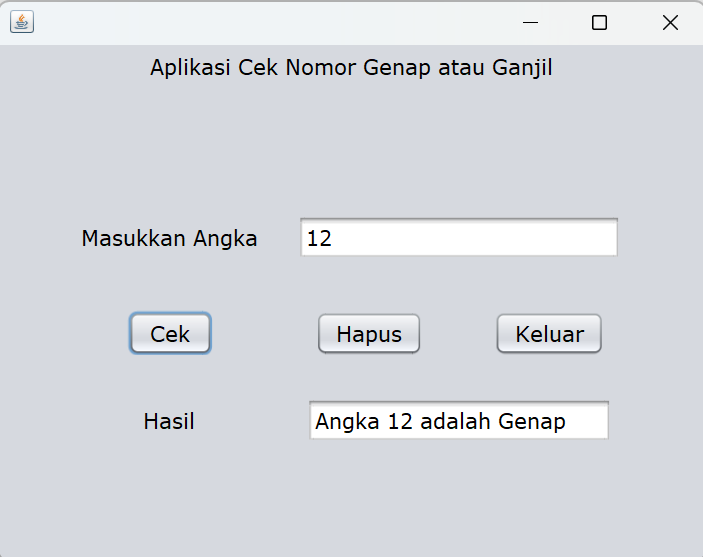 Aplikasi Cek Nomor Genap atau Ganjil
Masukkan Angka 12
Cek Hapus Keluar
Hasil Angka 12 adalah Genap